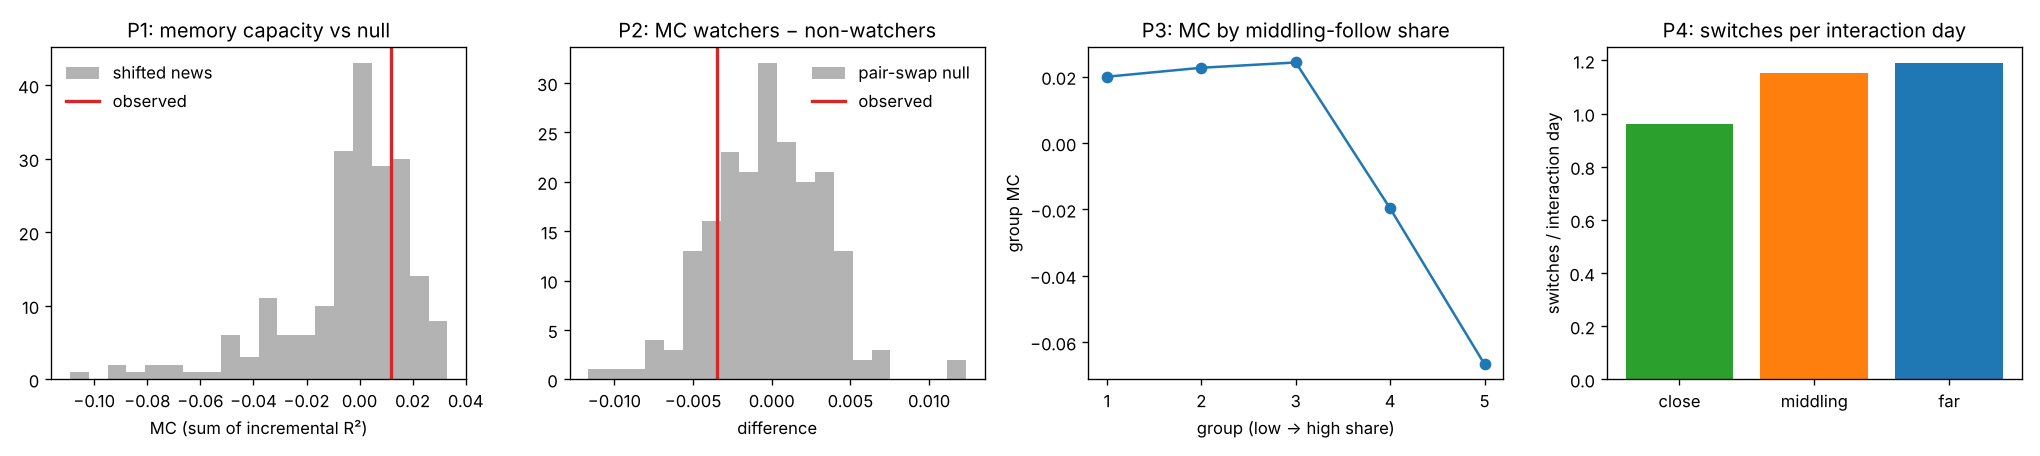 P1: memory capacity vs null
shifted news
observed
40
30
20
10
0
−0.10 −0.08 −0.06 −0.04 −0.02 0.00 0.02 0.04
MC (sum of incremental R²)
P2: MC watchers − non-watchers
pair-swap null
observed
30
25
20
15
10
5
0
−0.010 −0.005 0.000 0.005 0.010
difference
P3: MC by middling-follow share
group MC
0.02
0.00
−0.02
−0.04
−0.06
1 2 3 4 5
group (low → high share)
P4: switches per interaction day
switches / interaction day
1.2
1.0
0.8
0.6
0.4
0.2
0.0
close middling far